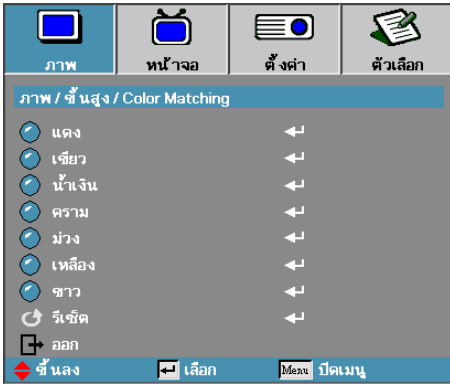 ภาพ หน้าจอ ตั้งค่า ตัวเลือก
ภาพ / ขั้นสูง / Color Matching
แดง
เขียว
น้ำเงิน
คราม
ม่วง
เหลือง
ขาว
รีเซ็ต
ออก
ขึ้นลง เลือก Menu ปิดเมนู